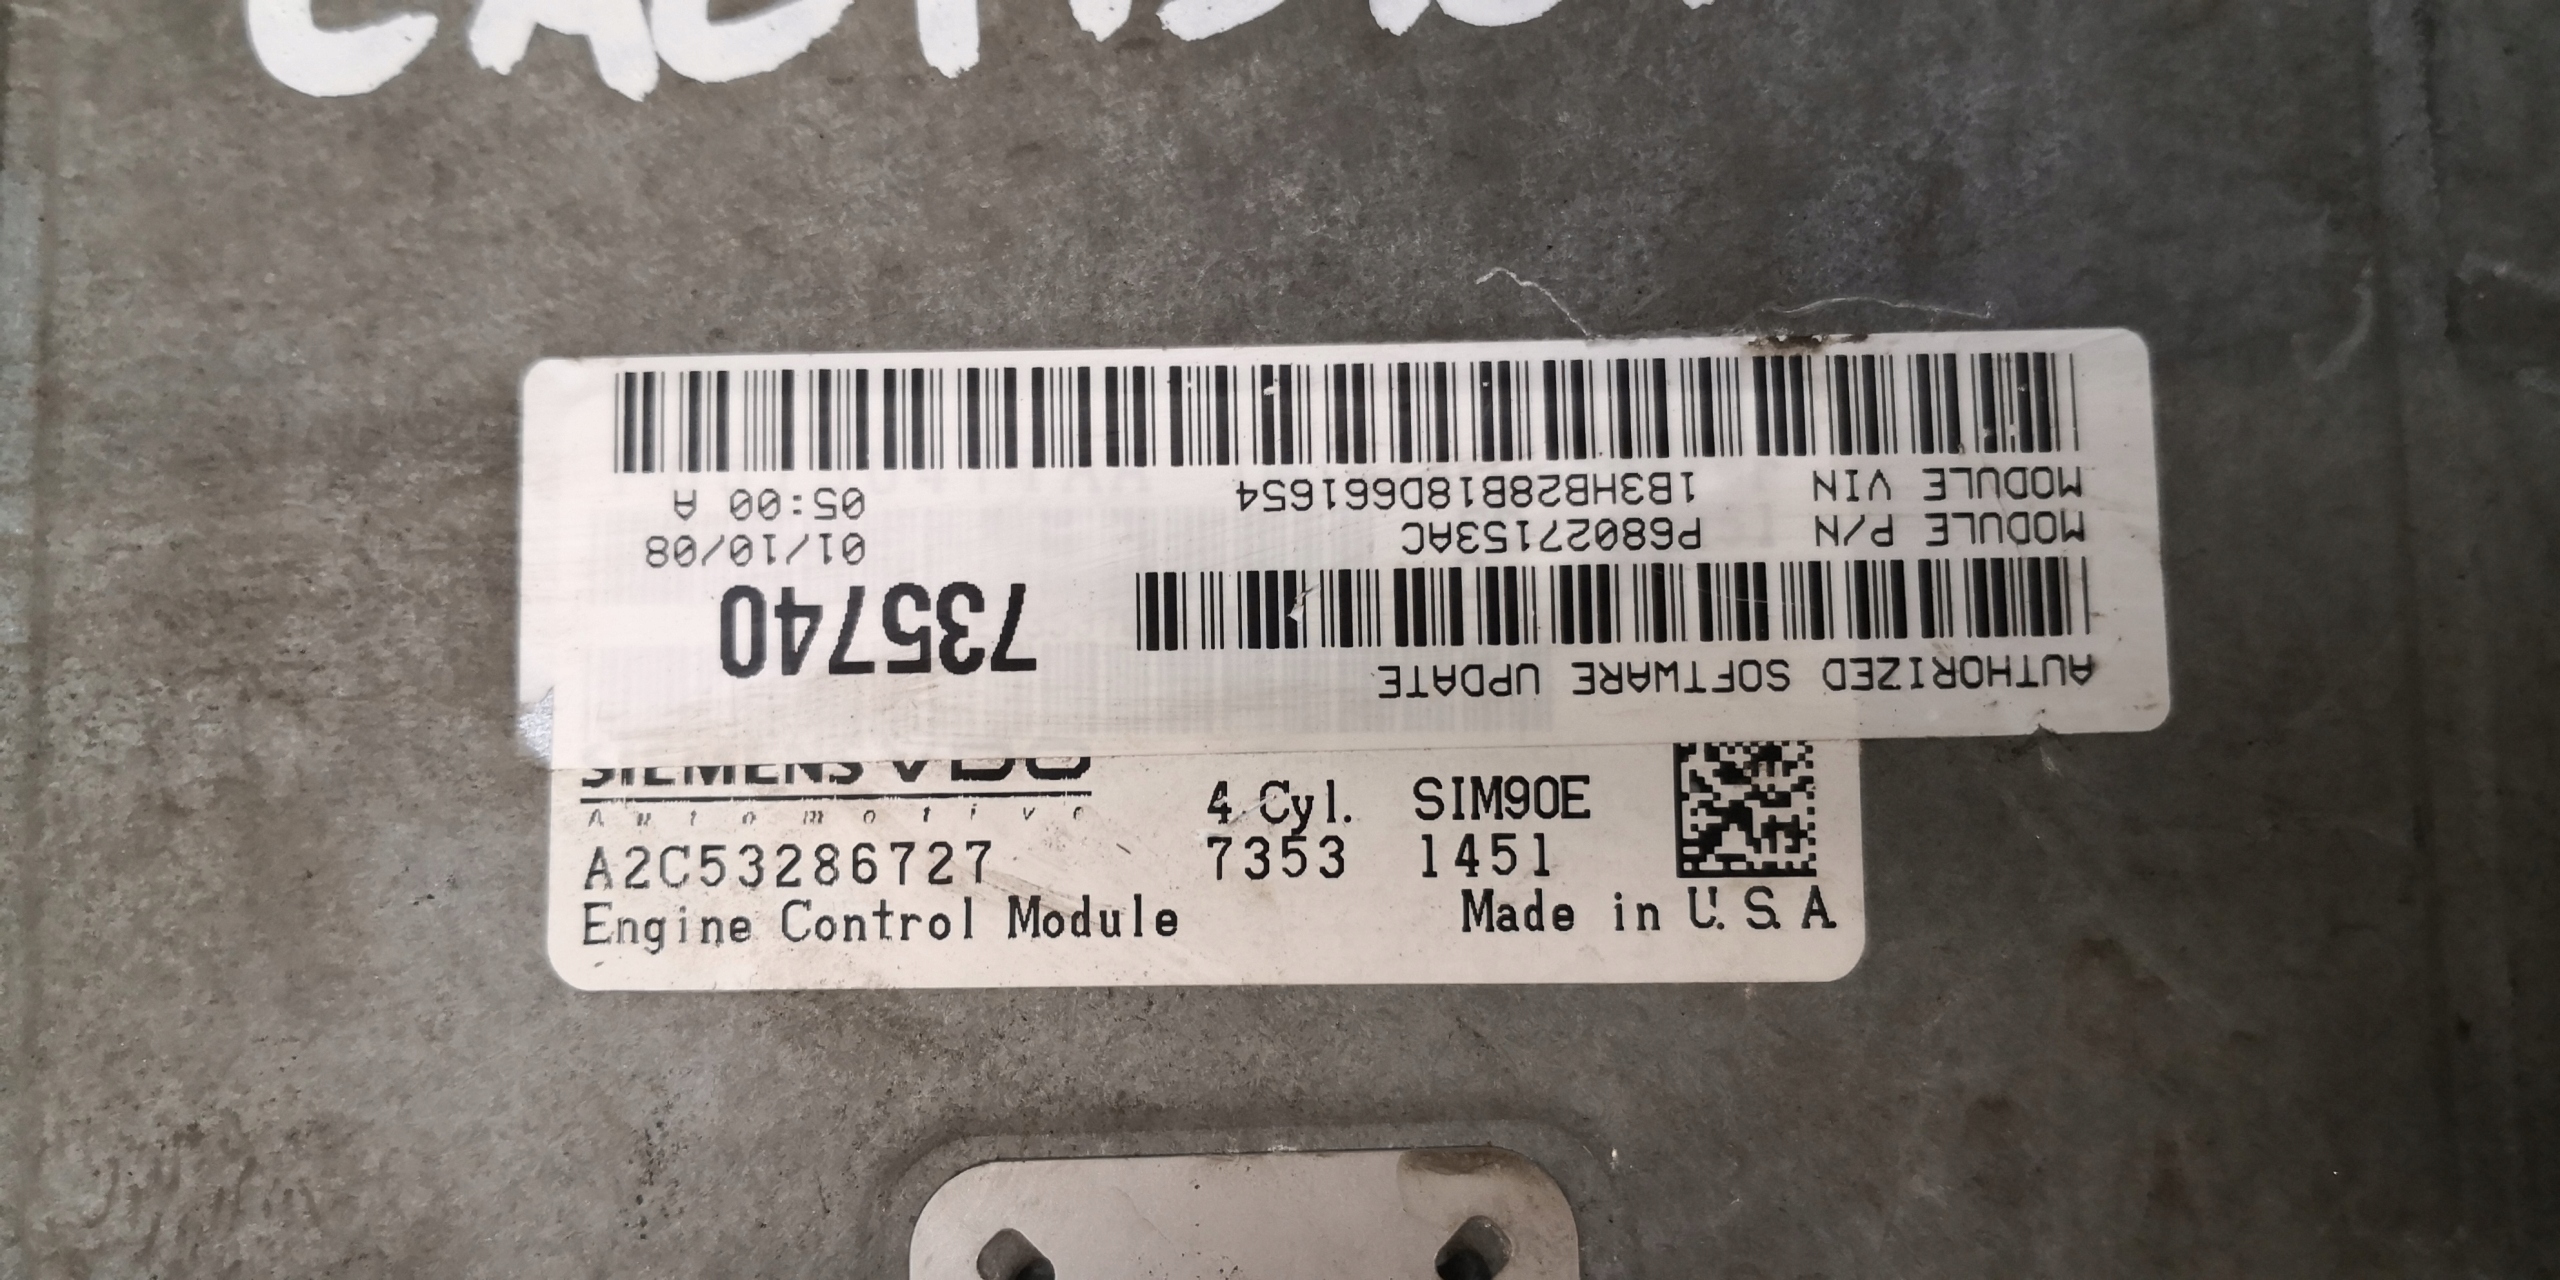 AUTHORIZED SOFTWARE UPDATE
735740
MODULE P/N P68027153AC 01/10/08
MODULE VIN 1B3HB28B18D661654 05:00 A
SIEMENS VDO
Automotive
4 Cyl. SIM90E
A2C53286727 7353 1451
Engine Control Module Made in U.S.A